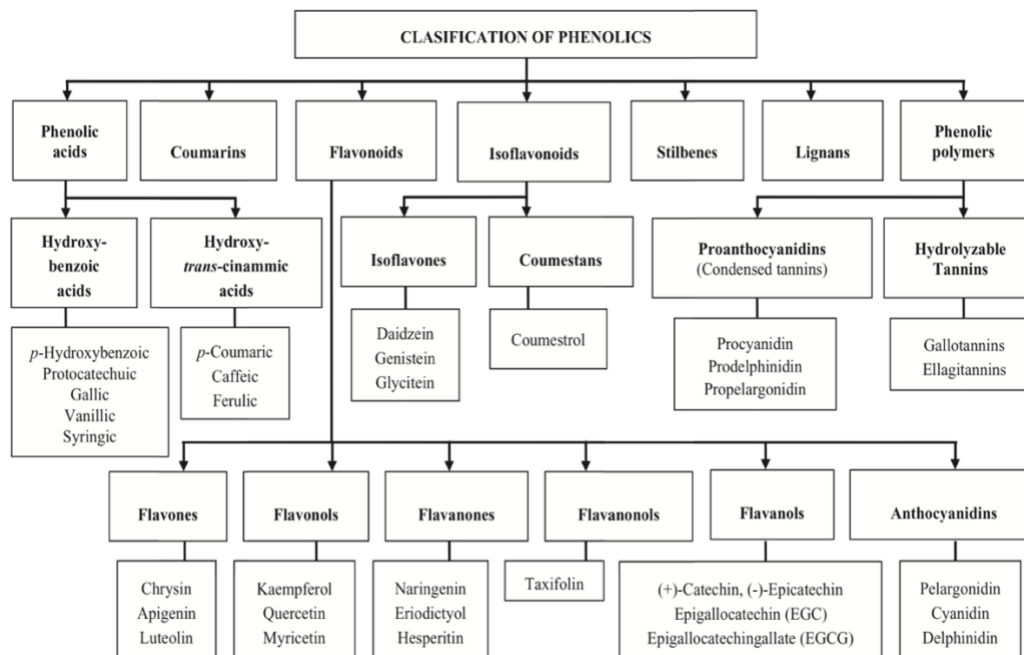 CLASIFICATION OF PHENOLICS
Phenolic
acids
Coumarins
Flavonoids
Isoflavonoids
Stilbenes
Lignans
Phenolic
polymers
Hydroxy-
benzoic
acids
Hydroxy-
trans-cinammic
acids
Isoflavones
Coumestans
Proanthocyanidins
(Condensed tannins)
Hydrolyzable
Tannins
p-Hydroxybenzoic
Protocatechuic
Gallic
Vanillic
Syringic
p-Coumaric
Caffeic
Ferulic
Daidzein
Genistein
Glycitein
Coumestrol
Procyanidin
Prodelphinidin
Propelargonidin
Gallotannins
Ellagitannins
Flavones
Flavonols
Flavanones
Flavanonols
Flavanols
Anthocyanidins
Chrysin
Apigenin
Luteolin
Kaempferol
Quercetin
Myricetin
Naringenin
Eriodictyol
Hesperitin
Taxifolin
(+)-Catechin, (-)-Epicatechin
Epigallocatechin (EGC)
Epigallocatechingallate (EGCG)
Pelargonidin
Cyanidin
Delphinidin